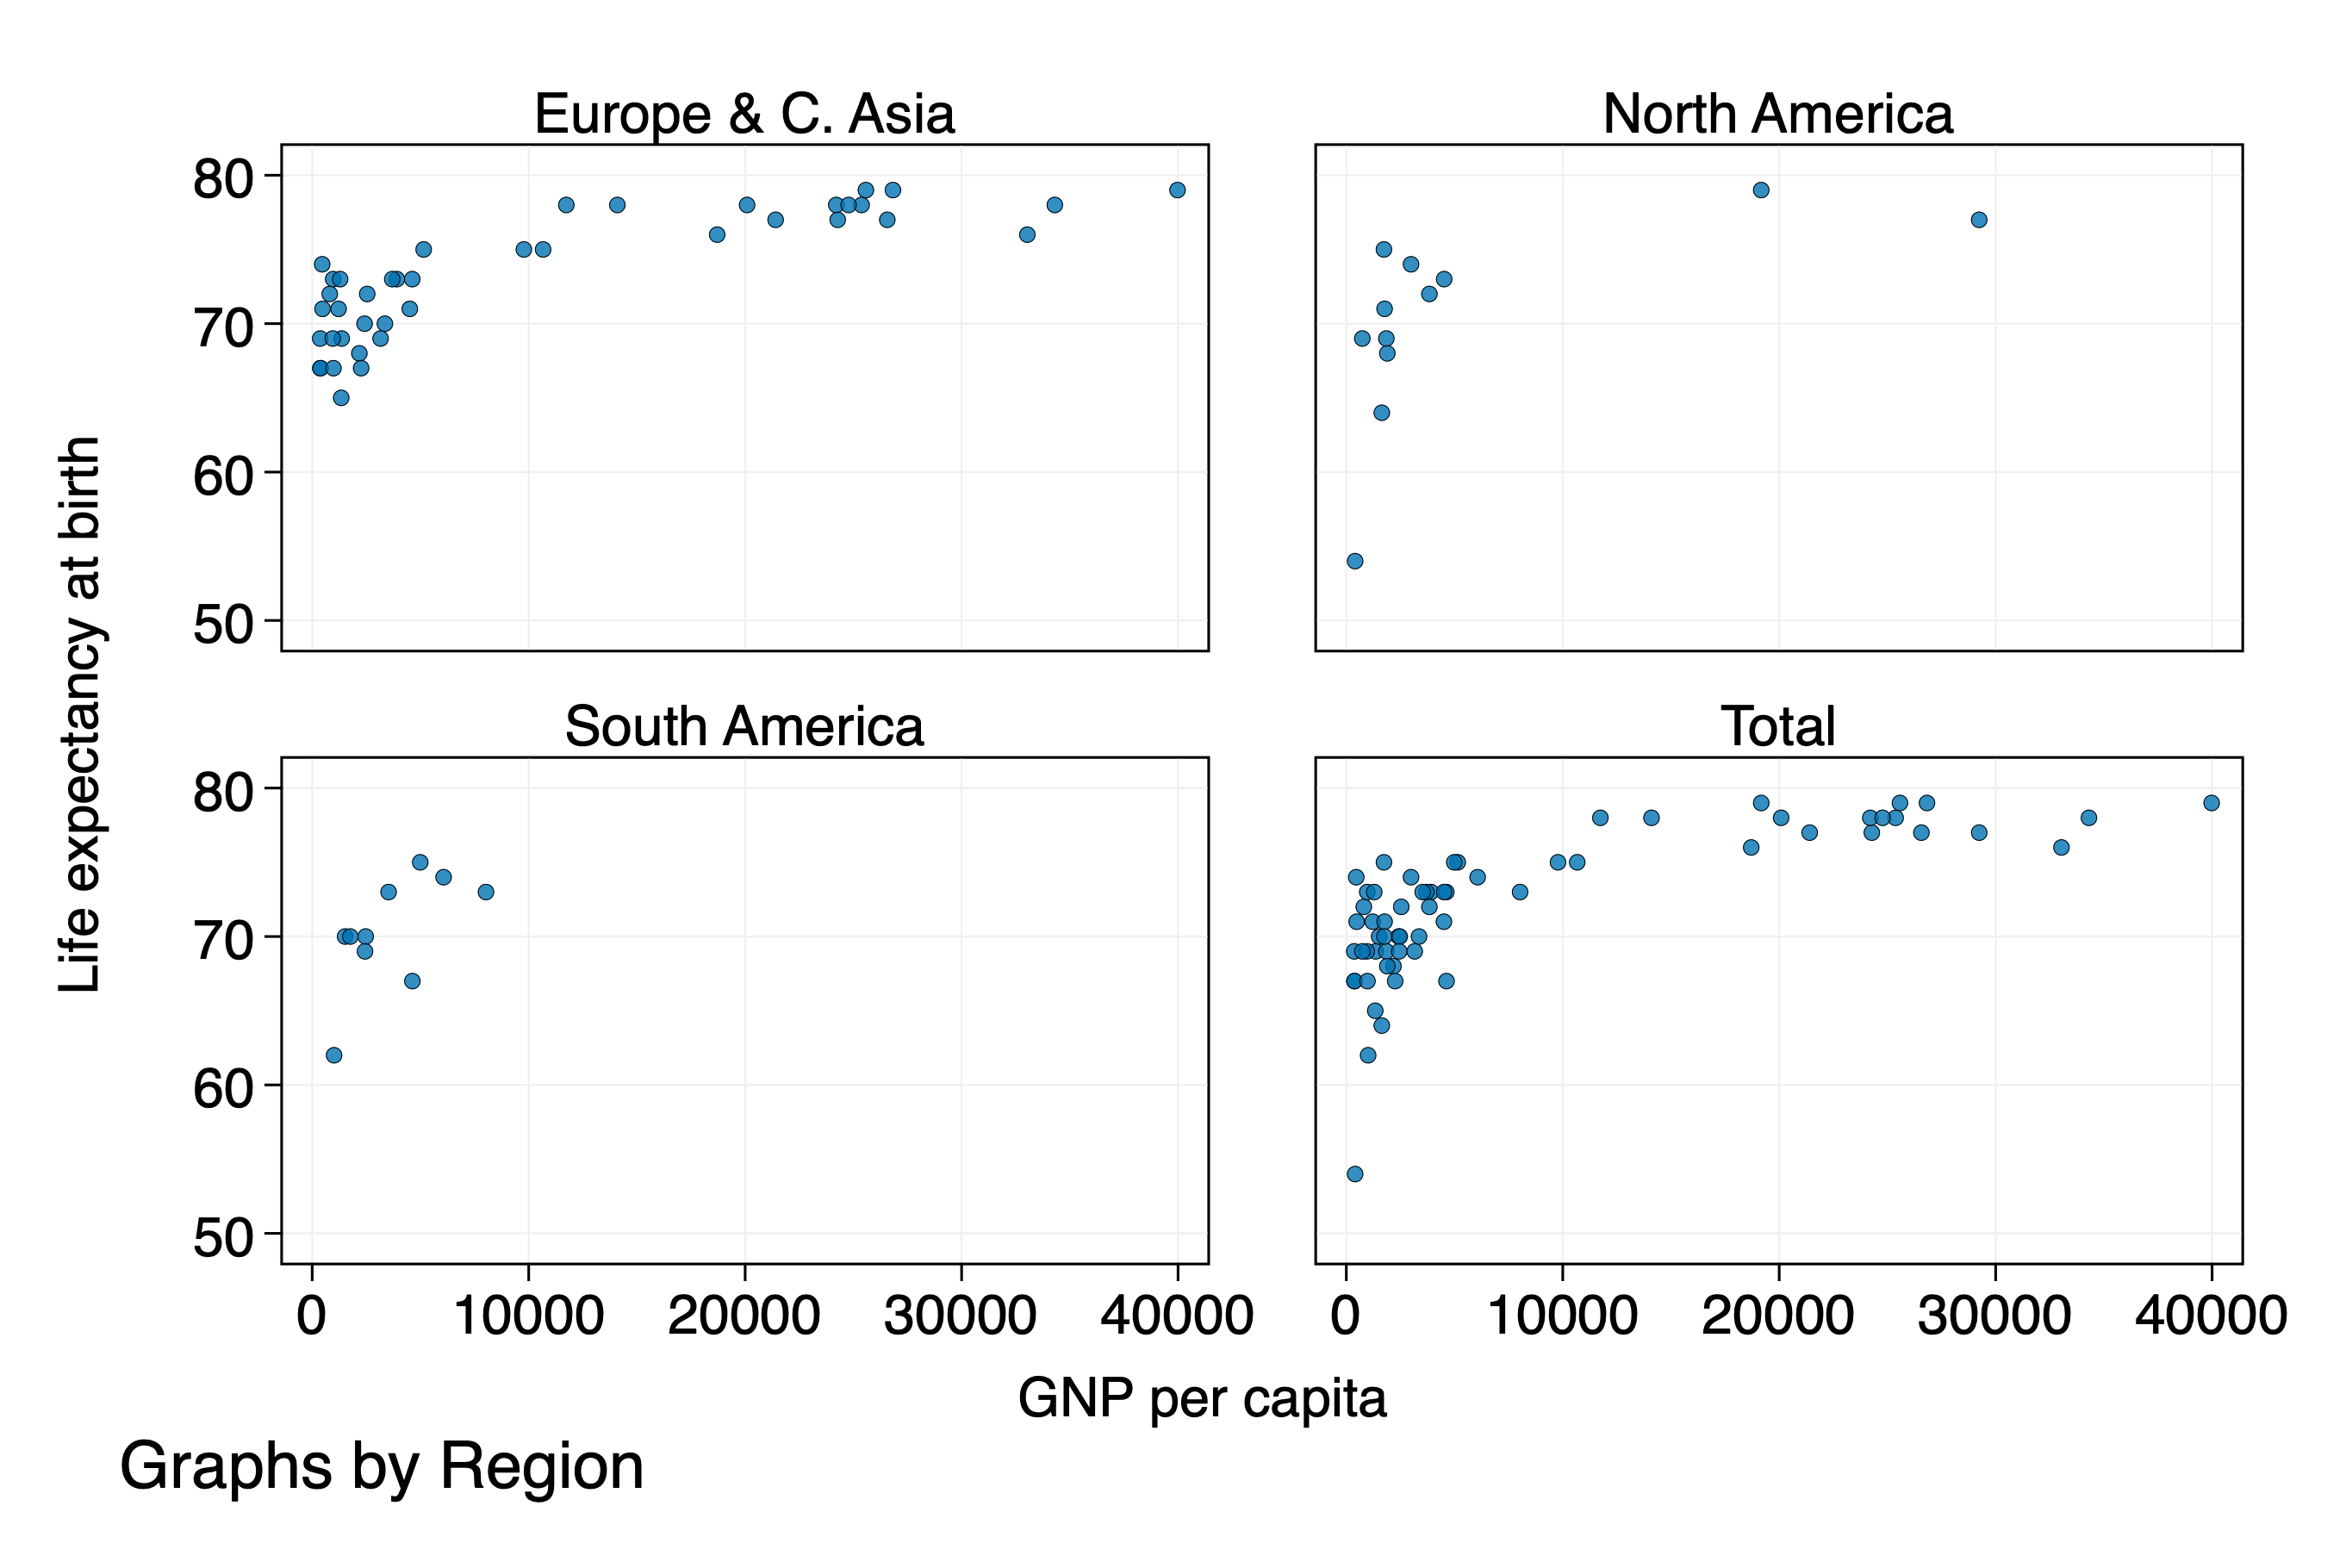 Europe & C. Asia
North America
80
70
60
50
Life expectancy at birth
South America
Total
80
70
60
50
0 10000 20000 30000 40000
0 10000 20000 30000 40000
GNP per capita
Graphs by Region